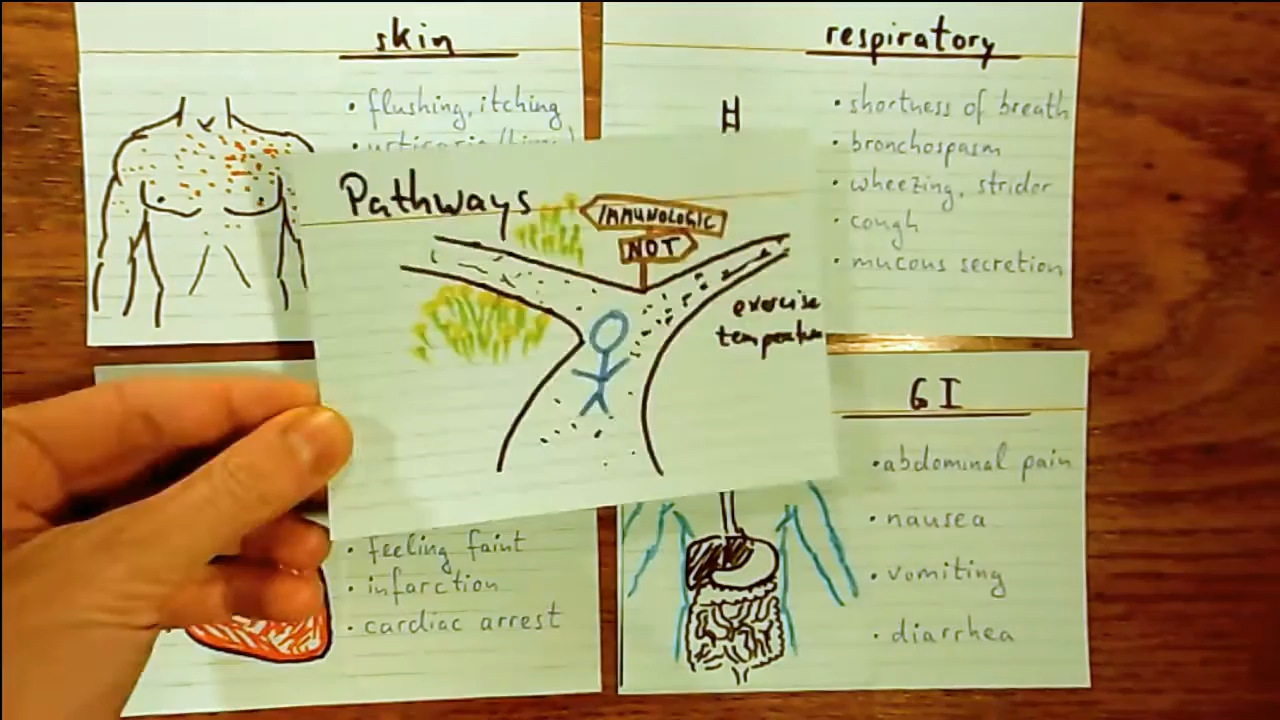 skin
• flushing, itching
respiratory
• shortness of breath
• bronchospasm
• wheezing, stridor
• cough
• mucous secretion
Pathways
IMMUNOLOGIC
NOT
exercise
• feeling faint
• infarction
• cardiac arrest
GI
• abdominal pain
• nausea
• vomiting
• diarrhea